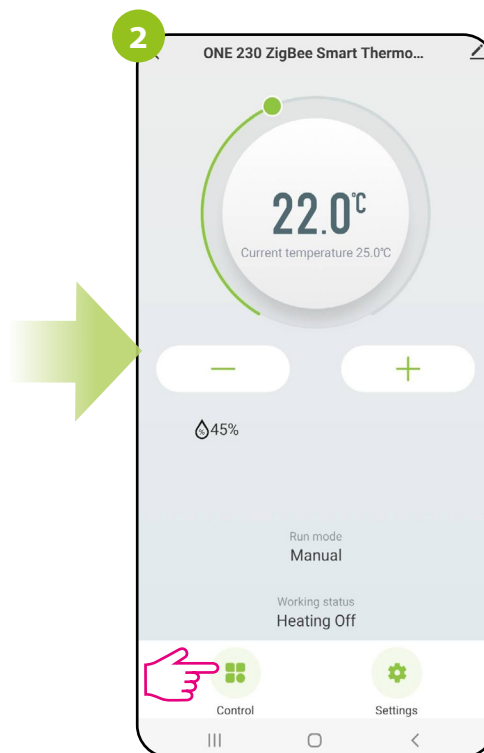 2
ONE 230 ZigBee Smart Thermo...
22.0℃
Current temperature 25.0℃
− +
%45%
Run mode
Manual
Working status
Heating Off
Control Settings